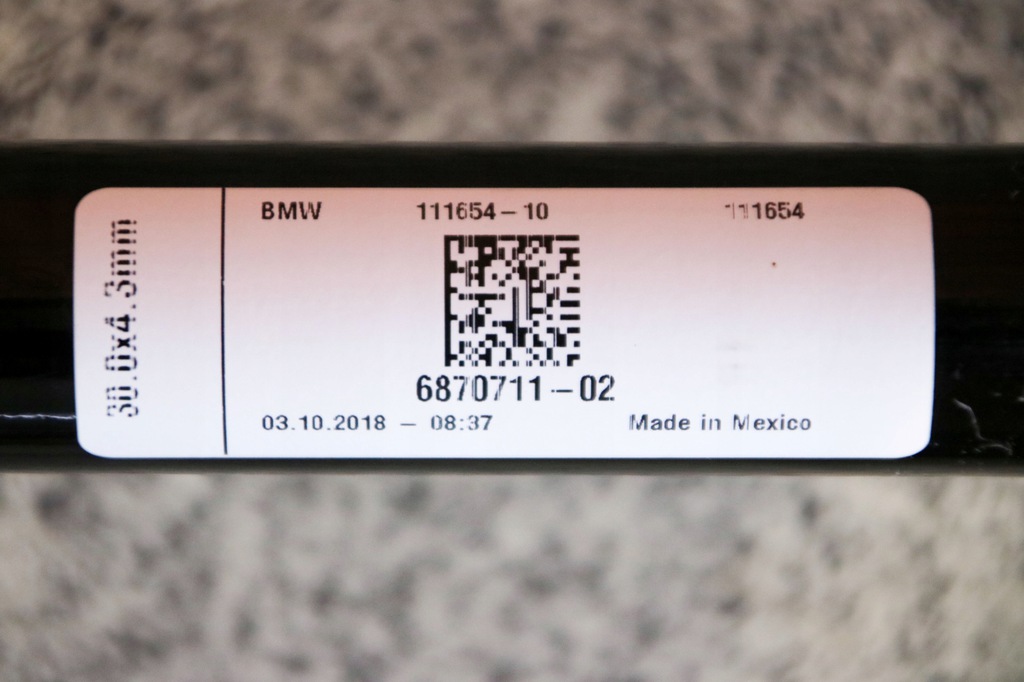 BMW 111654-10 111654
30.0x4.3mm
6870711-02
03.10.2018 - 08:37 Made in Mexico